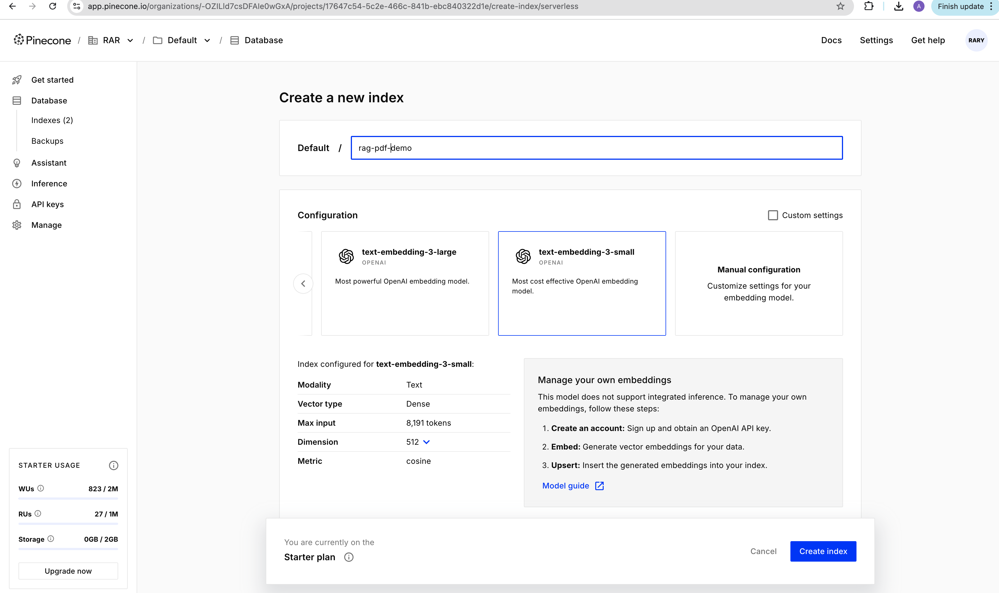 app.pinecone.io/organizations/-OZILld7csDFAIe0wGxA/projects/17647c54-5c2e-466c-841b-ebc840322d1e/create-index/serverless
A
Finish update
Pinecone / RAR / Default / Database
Docs
Settings
Get help
RARY
Get started
Database
Indexes (2)
Backups
Assistant
Inference
API keys
Manage
STARTER USAGE
WUs 823 / 2M
RUs 27 / 1M
Storage 0GB / 2GB
Upgrade now
Create a new index
Default / rag-pdf-demo
Configuration
Custom settings
text-embedding-3-large
OPENAI
Most powerful OpenAI embedding model.
text-embedding-3-small
OPENAI
Most cost effective OpenAI embedding
model.
Manual configuration
Customize settings for your
embedding model.
Index configured for text-embedding-3-small:
Modality Text
Vector type Dense
Max input 8,191 tokens
Dimension 512
Metric cosine
Manage your own embeddings
This model does not support integrated inference. To manage your own
embeddings, follow these steps:
1. Create an account: Sign up and obtain an OpenAI API key.
2. Embed: Generate vector embeddings for your data.
3. Upsert: Insert the generated embeddings into your index.
Model guide
You are currently on the
Starter plan
Cancel
Create index